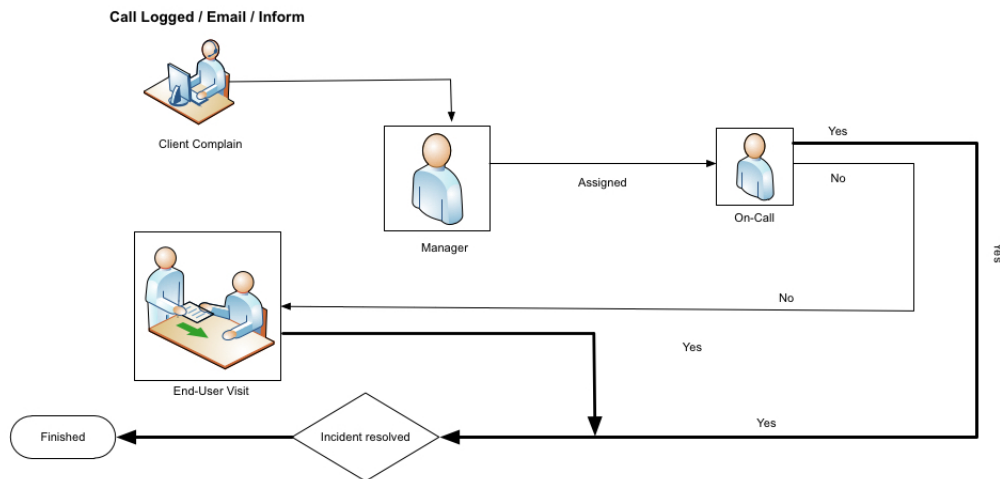 Call Logged / Email / Inform
Client Complain
Manager
Assigned
On-Call
Yes
No
Yes
No
Yes
End-User Visit
Yes
Incident resolved
Finished